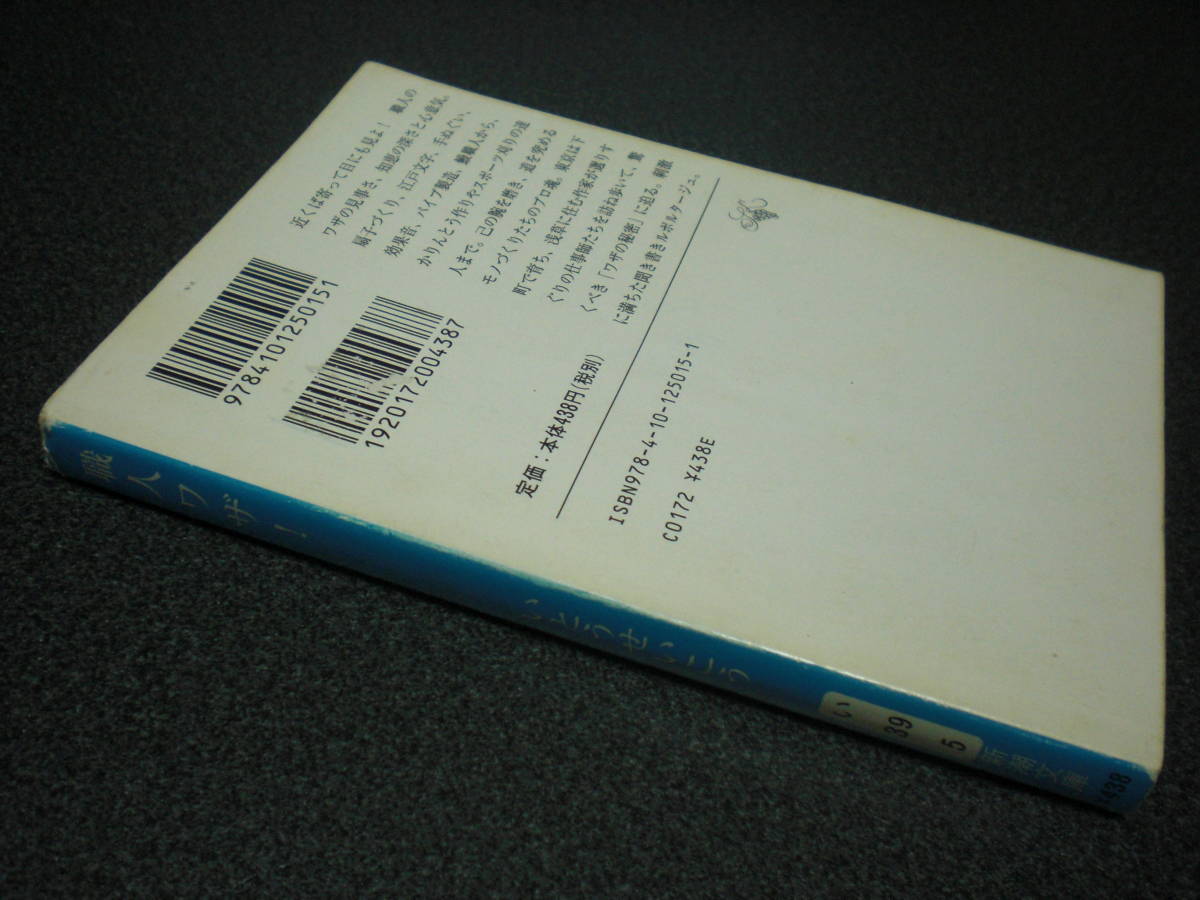 近くば寄って目にも見よ！　職人の
ワザの見事さ、知恵の深さと心意気。
扇子づくり、江戸文字、手ぬぐい、
効果音、パイプ製造、鮨職人から、
かりんとう作りやスポーツ刈りの達
人まで。己の腕を磨き、道を究める
モノづくりたちのプロ魂。東京は下
町で育ち、浅草に住む作家が選りす
ぐりの仕事師たちを訪ね歩いて、驚
くべき「ワザの秘密」に迫る。刺激
に満ちた聞き書きルポルタージュ。
9784101250151
1920172004387
定価：本体438円(税別)
ISBN978-4-10-125015-1
C0172 ¥438E
職人ワザ！
いとうせいこう
い
39
5
新潮文庫
438